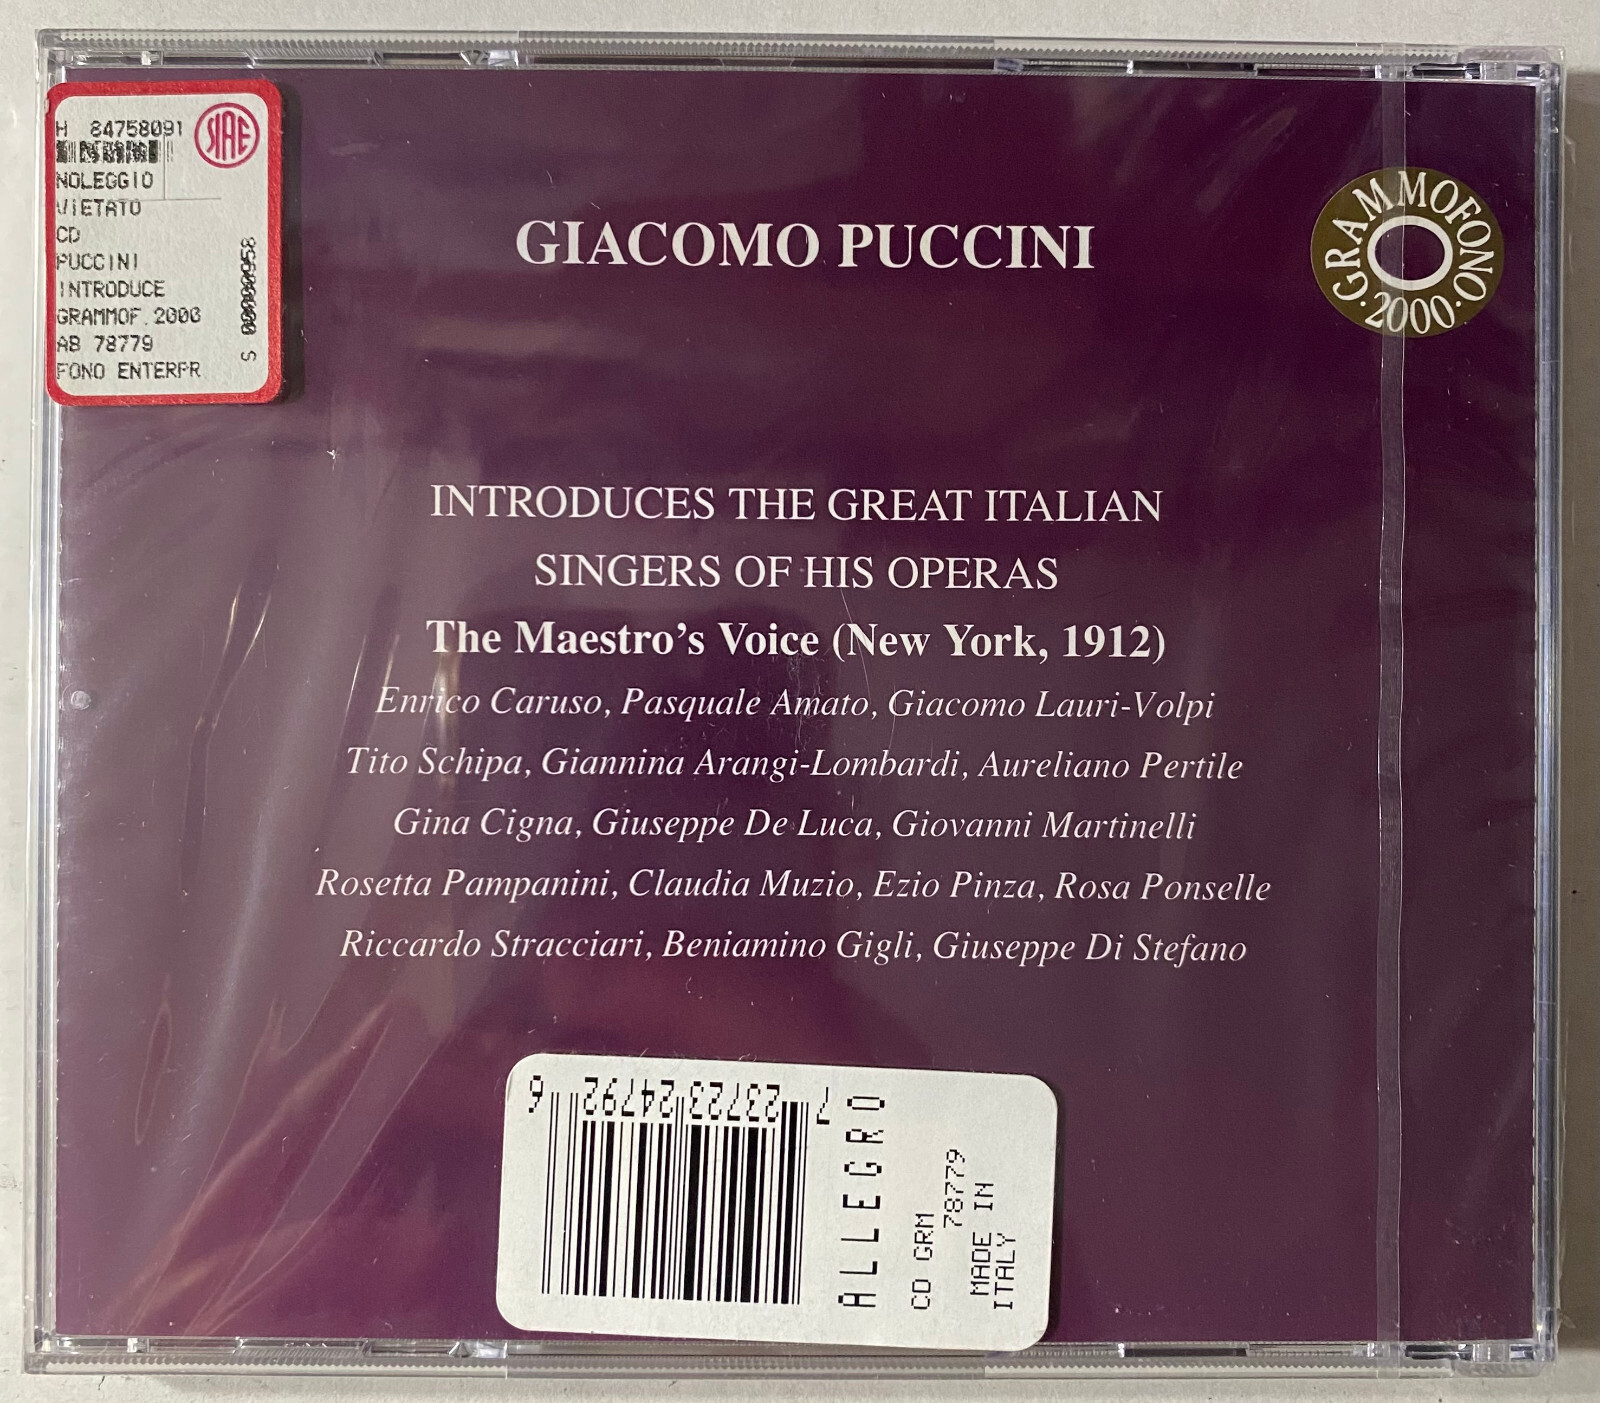 H 84758091
SIAE
NOLEGGIO
VIETATO
CD
PUCCINI
INTRODUCE
GRAMMOF.2000
AB 78779
FONO ENTERPR
S 00000958
GIACOMO PUCCINI
GRAMMOFONO
·2000·
INTRODUCES THE GREAT ITALIAN
SINGERS OF HIS OPERAS
The Maestro's Voice (New York, 1912)
Enrico Caruso, Pasquale Amato, Giacomo Lauri-Volpi
Tito Schipa, Giannina Arangi-Lombardi, Aureliano Pertile
Gina Cigna, Giuseppe De Luca, Giovanni Martinelli
Rosetta Pampanini, Claudia Muzio, Ezio Pinza, Rosa Ponselle
Riccardo Stracciari, Beniamino Gigli, Giuseppe Di Stefano
7 23723 24792 6
ALLEGRO
CD GRM
78779
MADE IN
ITALY